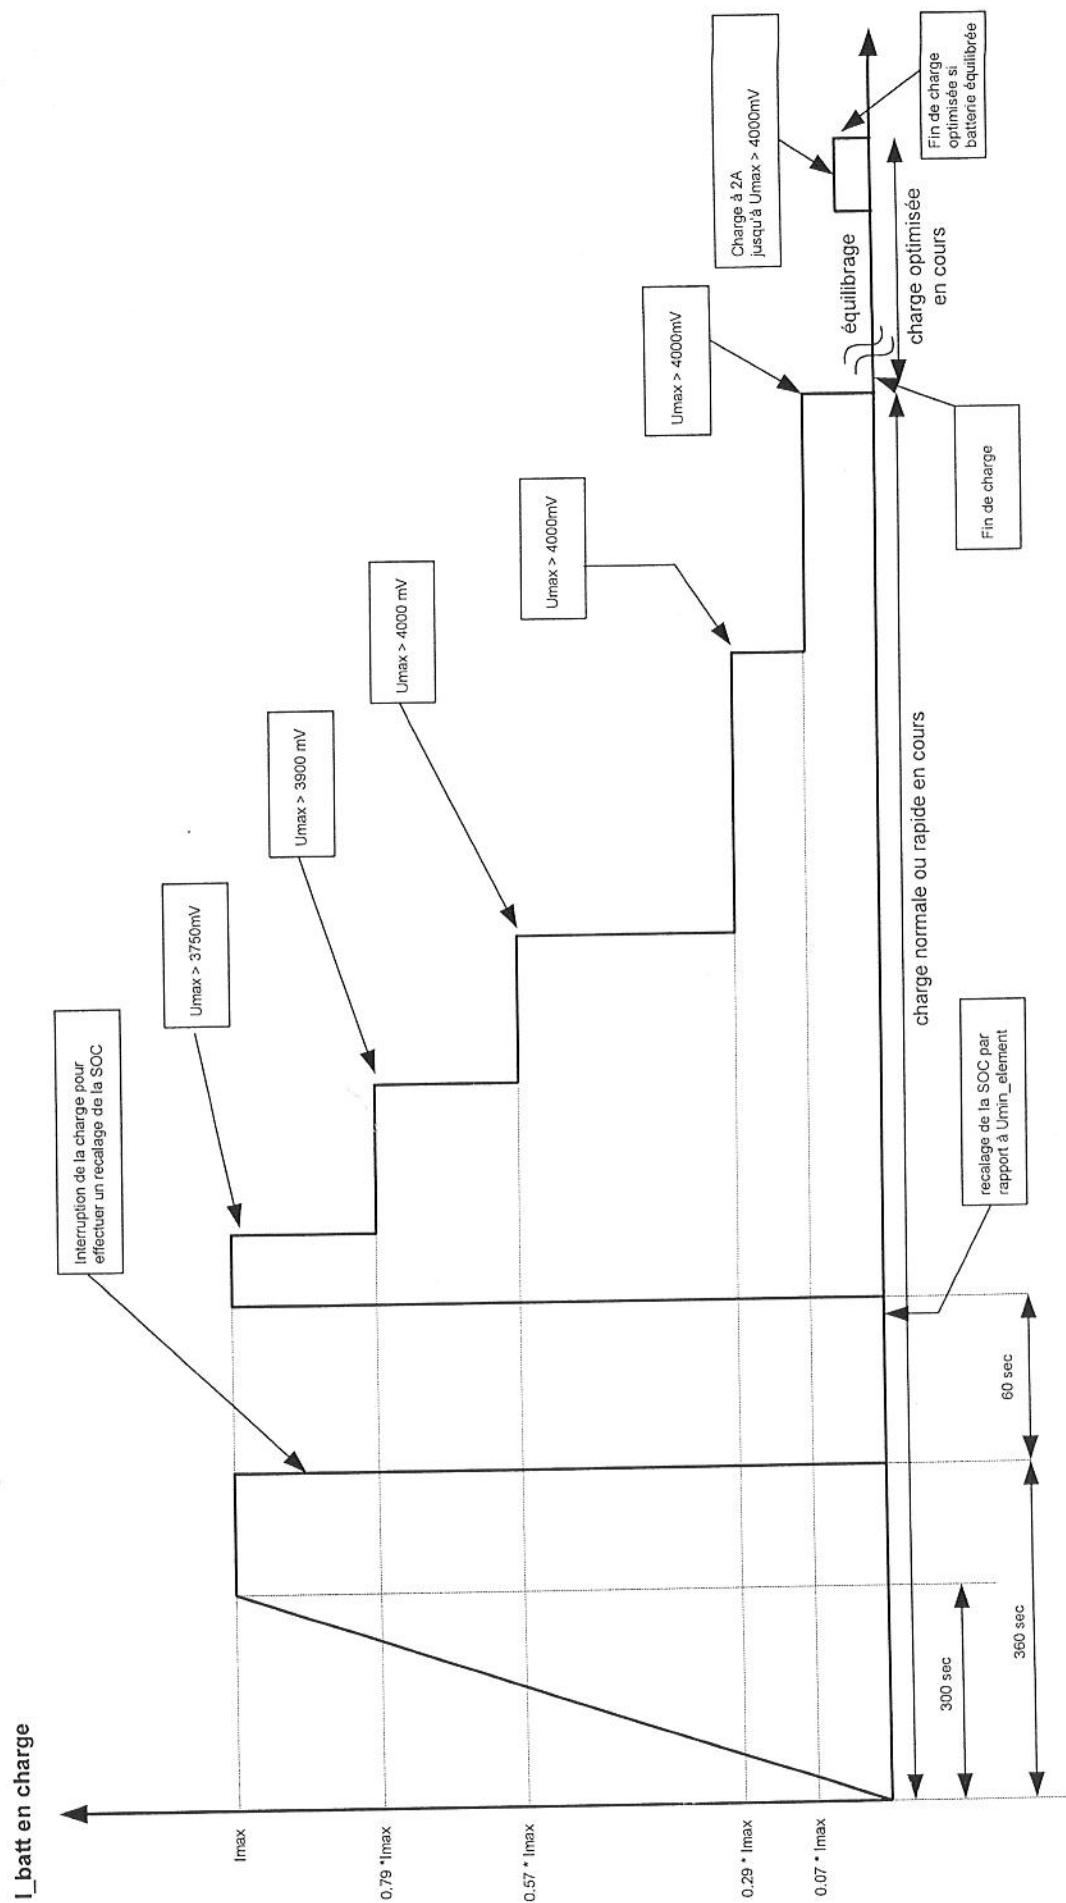 I_batt en charge
Imax
0.79 *Imax
0.57 * Imax
0.29 * Imax
0.07 * Imax
Interruption de la charge pour
effectuer un recalage de la SOC
Umax > 3750mV
Umax > 3900 mV
Umax > 4000 mV
Umax > 4000mV
Umax > 4000mV
Charge à 2A
jusqu'à Umax > 4000mV
équilibrage
Fin de charge
optimisée si
batterie équilibrée
charge optimisée
en cours
Fin de charge
charge normale ou rapide en cours
recalage de la SOC par
rapport à Umin_element
60 sec
300 sec
360 sec